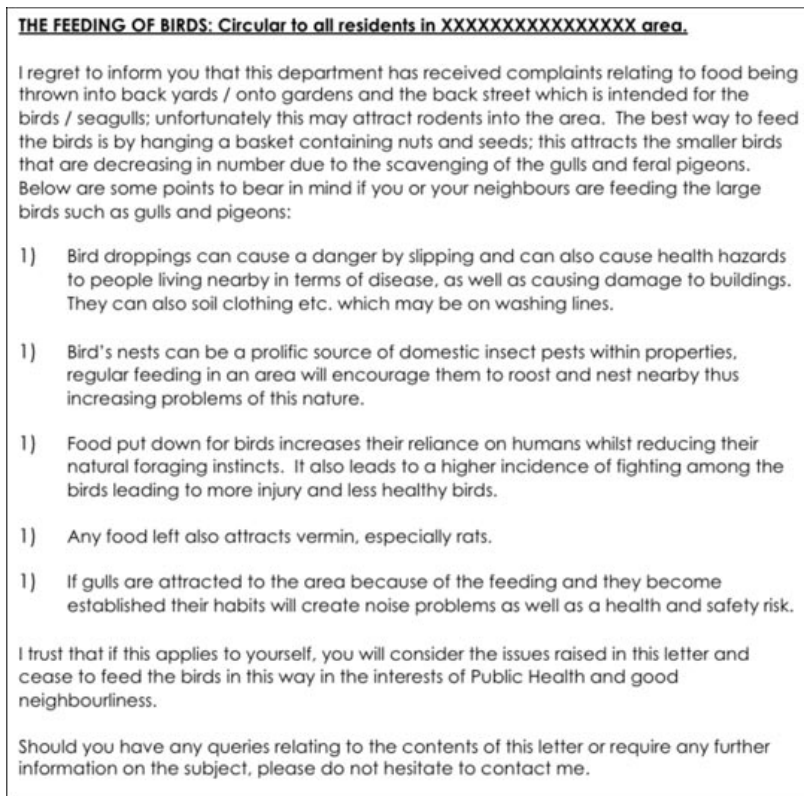 THE FEEDING OF BIRDS: Circular to all residents in XXXXXXXXXXXXXXXX area.
I regret to inform you that this department has received complaints relating to food being
thrown into back yards / onto gardens and the back street which is intended for the
birds / seagulls; unfortunately this may attract rodents into the area.  The best way to feed
the birds is by hanging a basket containing nuts and seeds; this attracts the smaller birds
that are decreasing in number due to the scavenging of the gulls and feral pigeons.
Below are some points to bear in mind if you or your neighbours are feeding the large
birds such as gulls and pigeons:
1) Bird droppings can cause a danger by slipping and can also cause health hazards
to people living nearby in terms of disease, as well as causing damage to buildings.
They can also soil clothing etc. which may be on washing lines.
1) Bird's nests can be a prolific source of domestic insect pests within properties,
regular feeding in an area will encourage them to roost and nest nearby thus
increasing problems of this nature.
1) Food put down for birds increases their reliance on humans whilst reducing their
natural foraging instincts.  It also leads to a higher incidence of fighting among the
birds leading to more injury and less healthy birds.
1) Any food left also attracts vermin, especially rats.
1) If gulls are attracted to the area because of the feeding and they become
established their habits will create noise problems as well as a health and safety risk.
I trust that if this applies to yourself, you will consider the issues raised in this letter and
cease to feed the birds in this way in the interests of Public Health and good
neighbourliness.
Should you have any queries relating to the contents of this letter or require any further
information on the subject, please do not hesitate to contact me.